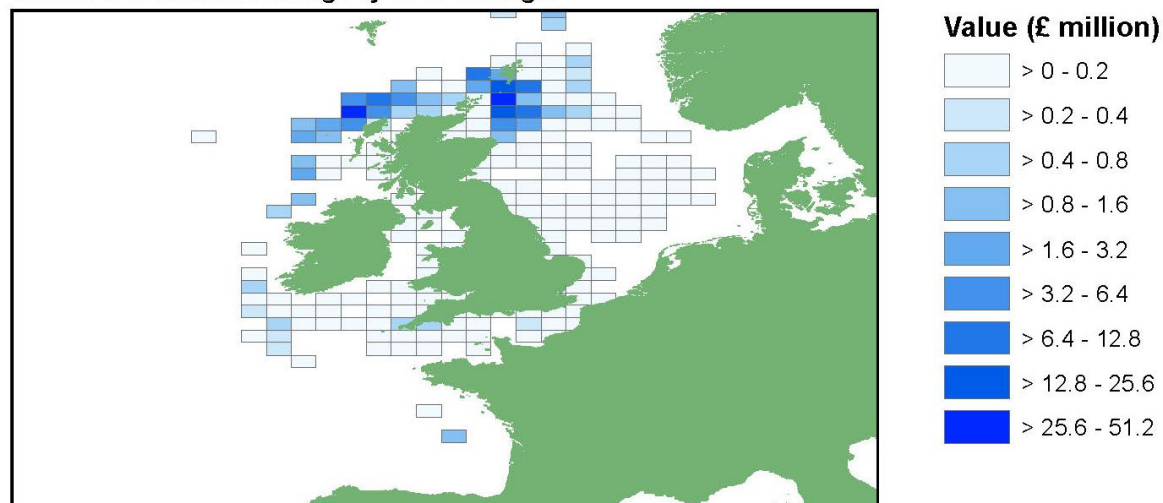 Value (£ million)
> 0 - 0.2
> 0.2 - 0.4
> 0.4 - 0.8
> 0.8 - 1.6
> 1.6 - 3.2
> 3.2 - 6.4
> 6.4 - 12.8
> 12.8 - 25.6
> 25.6 - 51.2